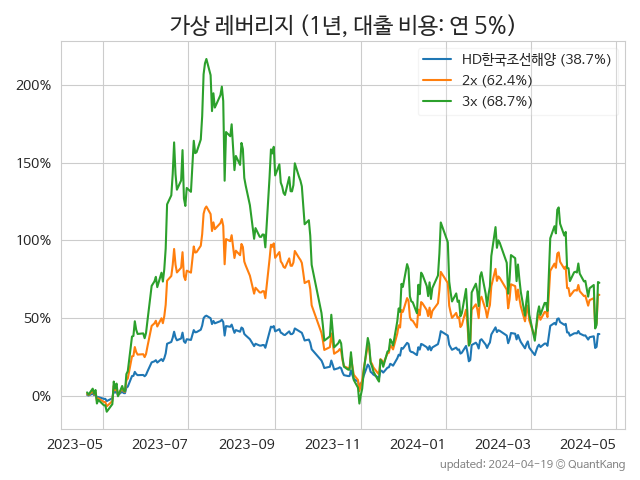 가상 레버리지 (1년, 대출 비용: 연 5%)
HD한국조선해양 (38.7%)
2x (62.4%)
3x (68.7%)
200%
150%
100%
50%
0%
2023-05 2023-07 2023-09 2023-11 2024-01 2024-03 2024-05
updated: 2024-04-19 © QuantKang